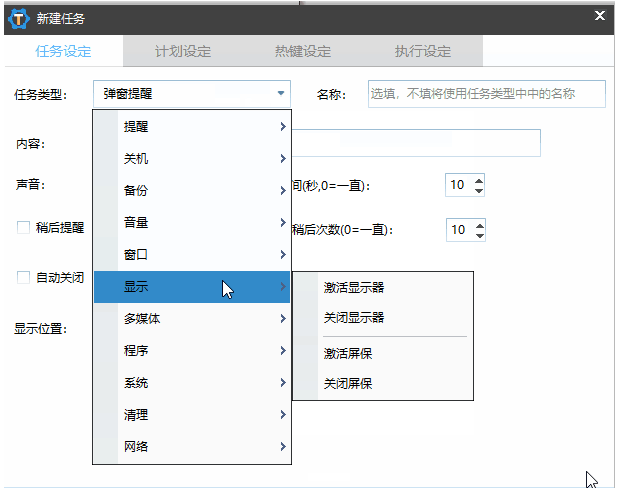 新建任务
任务设定 计划设定 热键设定 执行设定
任务类型： 弹窗提醒 名称： 选填，不填将使用任务类型中中的名称
提醒
内容：
关机
声音： 间(秒,0=一直)： 10
备份
音量
稍后提醒 稍后次数(0=一直)： 10
窗口
自动关闭
显示 激活显示器
多媒体 关闭显示器
显示位置：
程序 激活屏保
系统 关闭屏保
清理
网络